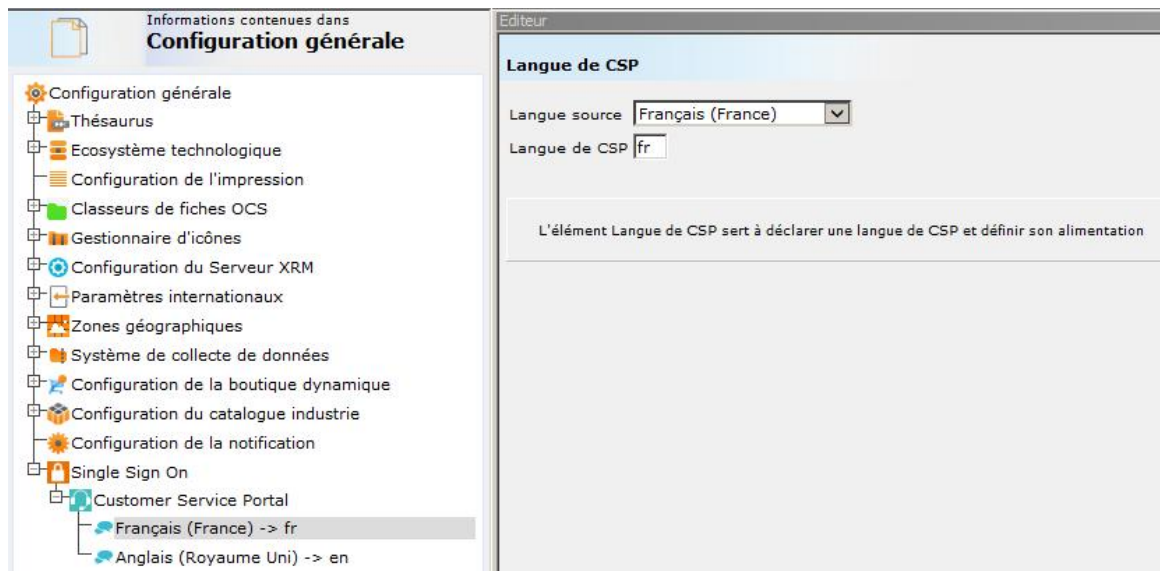 Informations contenues dans
Configuration générale
Configuration générale
Thésaurus
Ecosystème technologique
Configuration de l'impression
Classeurs de fiches OCS
Gestionnaire d'icônes
Configuration du Serveur XRM
Paramètres internationaux
Zones géographiques
Système de collecte de données
Configuration de la boutique dynamique
Configuration du catalogue industrie
Configuration de la notification
Single Sign On
Customer Service Portal
Français (France) -> fr
Anglais (Royaume Uni) -> en
Editeur
Langue de CSP
Langue source Français (France)
Langue de CSP fr
L'élément Langue de CSP sert à déclarer une langue de CSP et définir son alimentation